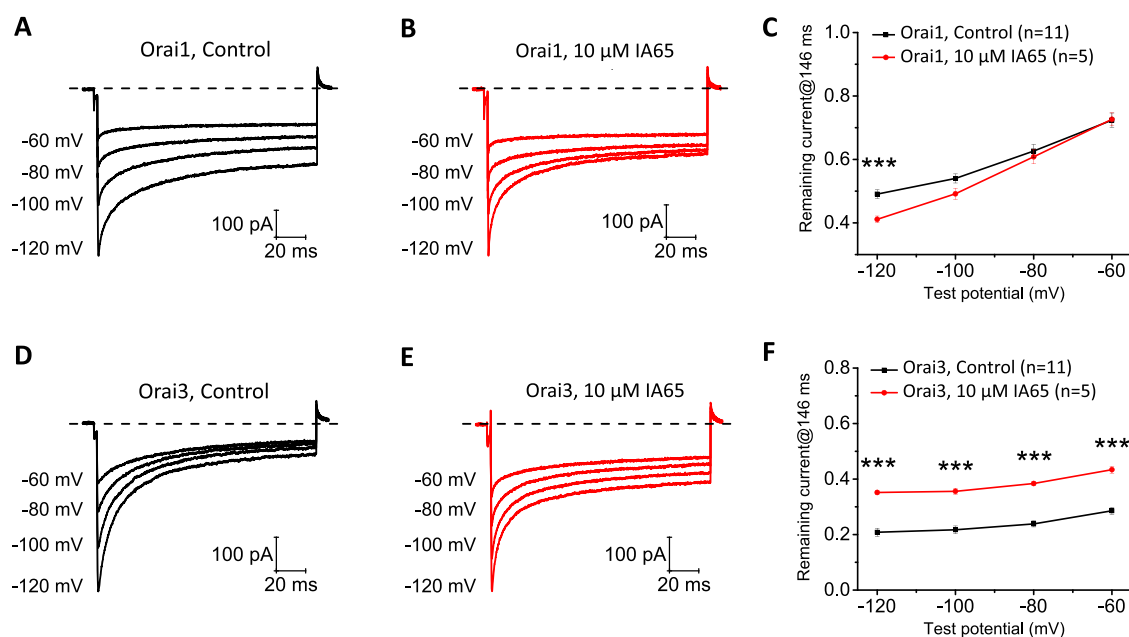 A
Orai1, Control
-60 mV
-80 mV
-100 mV
-120 mV
100 pA
20 ms
B
Orai1, 10 µM IA65
-60 mV
-80 mV
-100 mV
-120 mV
100 pA
20 ms
C
Orai1, Control (n=11)
Orai1, 10 µM IA65 (n=5)
Remaining current@146 ms
1.0
0.8
0.6
0.4
***
-120 -100 -80 -60
Test potential (mV)
D
Orai3, Control
-60 mV
-80 mV
-100 mV
-120 mV
100 pA
20 ms
E
Orai3, 10 µM IA65
-60 mV
-80 mV
-100 mV
-120 mV
100 pA
20 ms
F
Orai3, Control (n=11)
Orai3, 10 µM IA65 (n=5)
Remaining current@146 ms
0.8
0.6
0.4
0.2
0.0
*** *** *** ***
-120 -100 -80 -60
Test potential (mV)